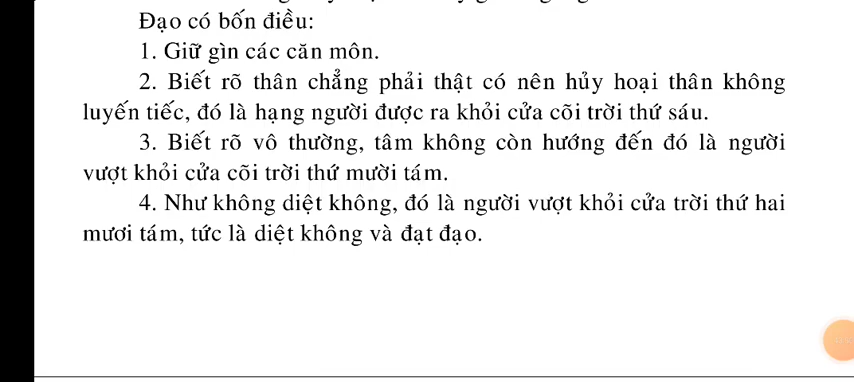 Đạo có bốn điều:
1. Giữ gìn các căn môn.
2. Biết rõ thân chẳng phải thật có nên hủy hoại thân không
luyến tiếc, đó là hạng người được ra khỏi cửa cõi trời thứ sáu.
3. Biết rõ vô thường, tâm không còn hướng đến đó là người
vượt khỏi cửa cõi trời thứ mười tám.
4. Như không diệt không, đó là người vượt khỏi cửa trời thứ hai
mươi tám, tức là diệt không và đạt đạo.